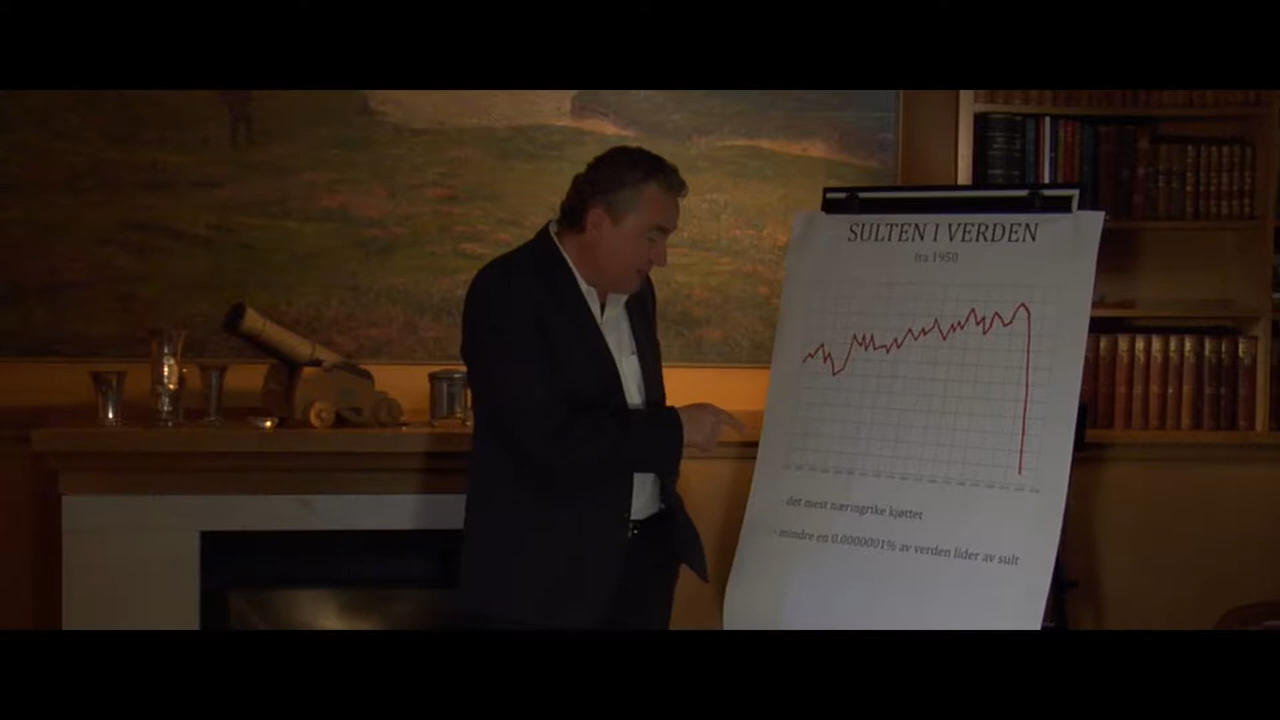 SULTEN I VERDEN
fra 1950
- det mest næringrike kjøttet
- mindre en 0.0000001% av verden lider av sult